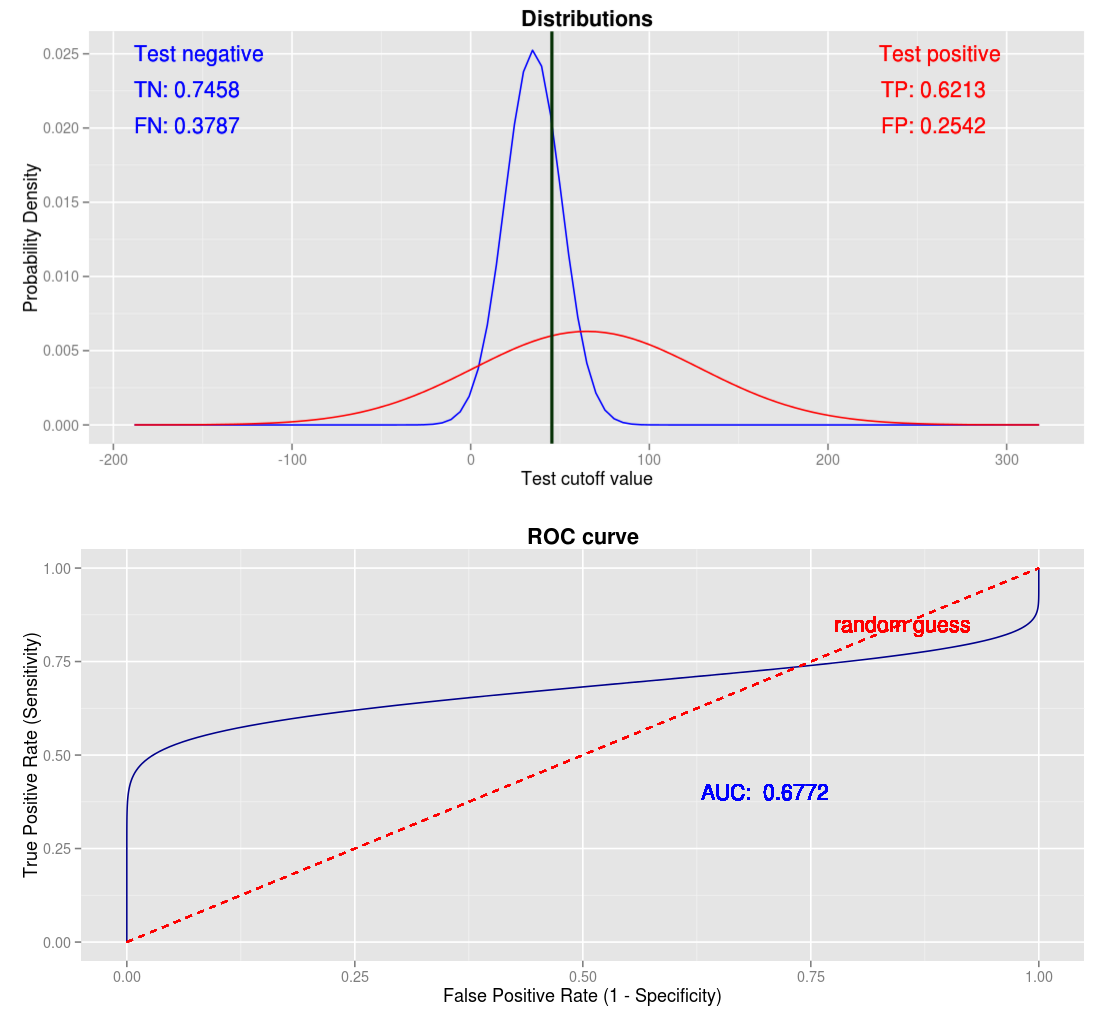 Distributions
Test negative
Test positive
TN: 0.7458
TP: 0.6213
FN: 0.3787
FP: 0.2542
Probability Density
0.025
0.020
0.015
0.010
0.005
0.000
-200 -100 0 100 200 300
Test cutoff value
ROC curve
True Positive Rate (Sensitivity)
1.00
0.75
0.50
0.25
0.00
random guess
AUC: 0.6772
0.00 0.25 0.50 0.75 1.00
False Positive Rate (1 - Specificity)